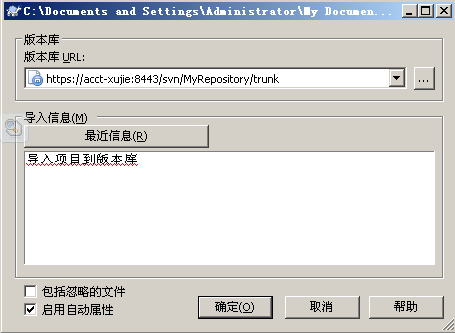 C:\Documents and Settings\Administrator\My Documen...
版本库
版本库 URL:
https://acct-xujie:8443/svn/MyRepository/trunk
...
导入信息(M)
最近信息(R)
导入项目到版本库
包括忽略的文件
启用自动属性
确定(O)
取消
帮助